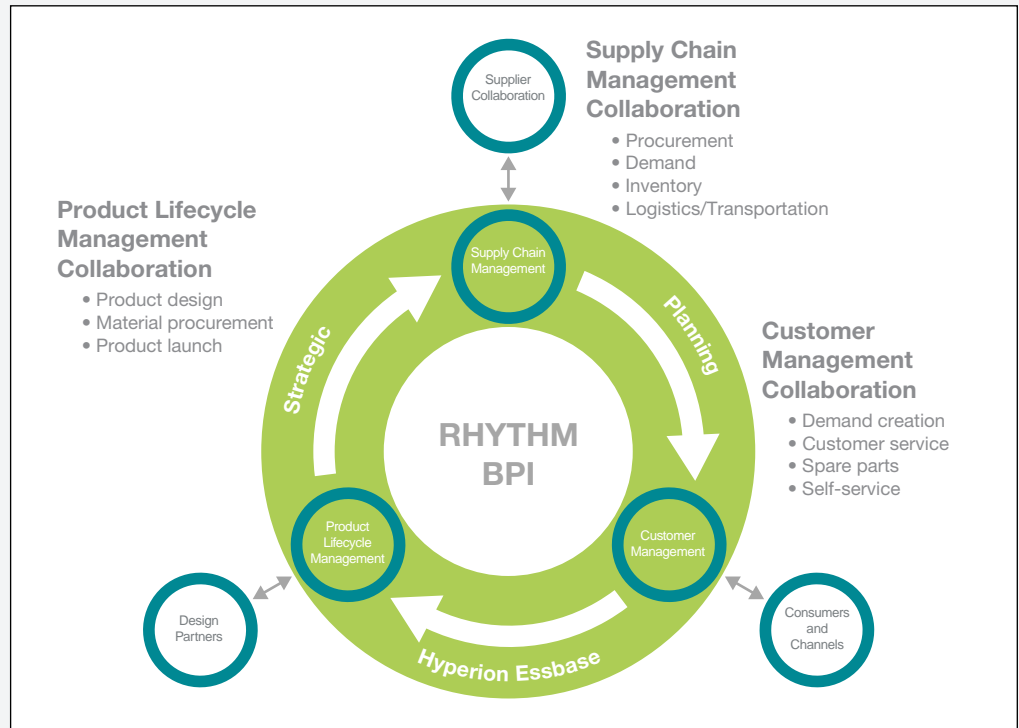 Supplier
Collaboration
Supply Chain
Management
Collaboration
• Procurement
• Demand
• Inventory
• Logistics/Transportation
Product Lifecycle
Management
Collaboration
• Product design
• Material procurement
• Product launch
Supply Chain
Management
Strategic
Planning
Customer
Management
Collaboration
• Demand creation
• Customer service
• Spare parts
• Self-service
RHYTHM
BPI
Product
Lifecycle
Management
Customer
Management
Design
Partners
Consumers
and
Channels
Hyperion Essbase